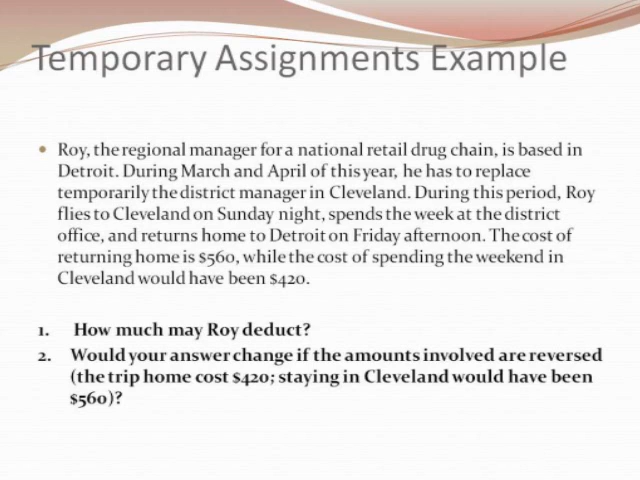 Temporary Assignments Example
• Roy, the regional manager for a national retail drug chain, is based in
Detroit. During March and April of this year, he has to replace
temporarily the district manager in Cleveland. During this period, Roy
flies to Cleveland on Sunday night, spends the week at the district
office, and returns home to Detroit on Friday afternoon. The cost of
returning home is $560, while the cost of spending the weekend in
Cleveland would have been $420.
1. How much may Roy deduct?
2. Would your answer change if the amounts involved are reversed
(the trip home cost $420; staying in Cleveland would have been
$560)?